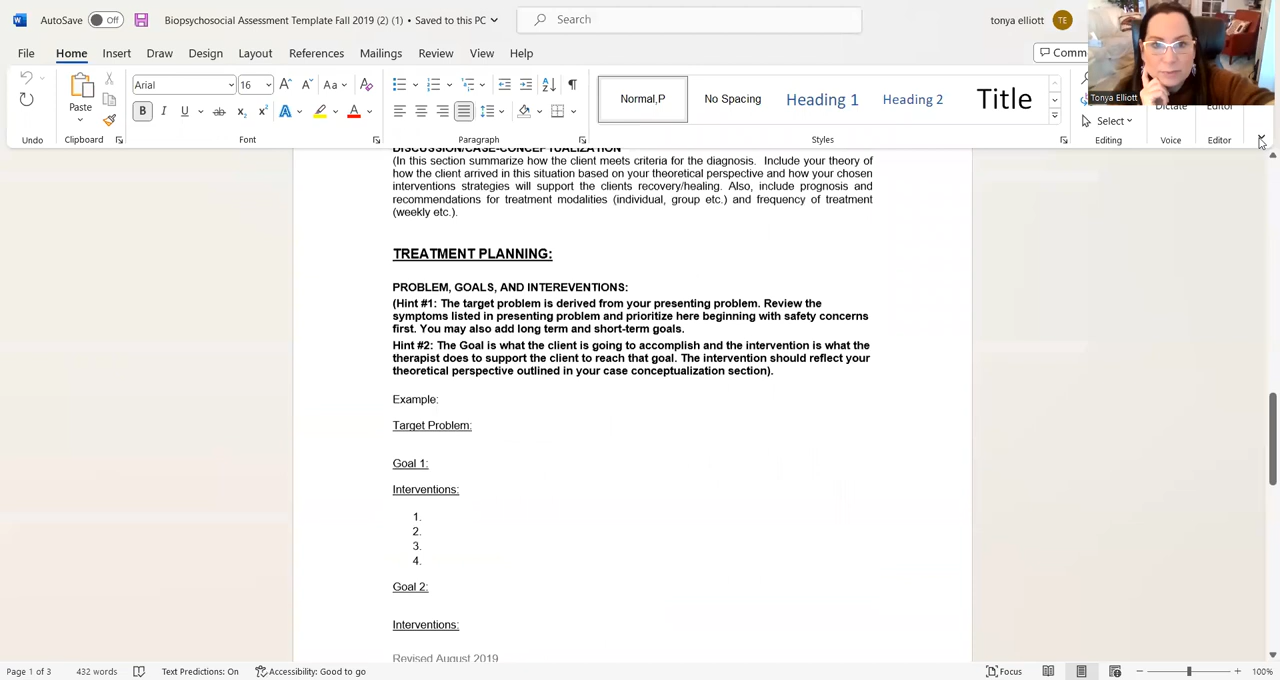 AutoSave Off Biopsychosocial Assessment Template Fall 2019 (2) (1) • Saved to this PC Search tonya elliott TE
File Home Insert Draw Design Layout References Mailings Review View Help
Arial 16 Aa
Paste
Normal,P No Spacing Heading 1 Heading 2 Title
Tonya Elliott
Dictate Editor
Select
Undo Clipboard Font Paragraph Styles Editing Voice Editor
DISCUSSION/CASE-CONCEPTUALIZATION
(In this section summarize how the client meets criteria for the diagnosis. Include your theory of
how the client arrived in this situation based on your theoretical perspective and how your chosen
interventions strategies will support the clients recovery/healing. Also, include prognosis and
recommendations for treatment modalities (individual, group etc.) and frequency of treatment
(weekly etc.).
TREATMENT PLANNING:
PROBLEM, GOALS, AND INTEREVENTIONS:
(Hint #1: The target problem is derived from your presenting problem. Review the
symptoms listed in presenting problem and prioritize here beginning with safety concerns
first. You may also add long term and short-term goals.
Hint #2: The Goal is what the client is going to accomplish and the intervention is what the
therapist does to support the client to reach that goal. The intervention should reflect your
theoretical perspective outlined in your case conceptualization section).
Example:
Target Problem:
Goal 1:
Interventions:
1.
2.
3.
4.
Goal 2:
Interventions:
Revised August 2019
Page 1 of 3 432 words Text Predictions: On Accessibility: Good to go Focus 100%